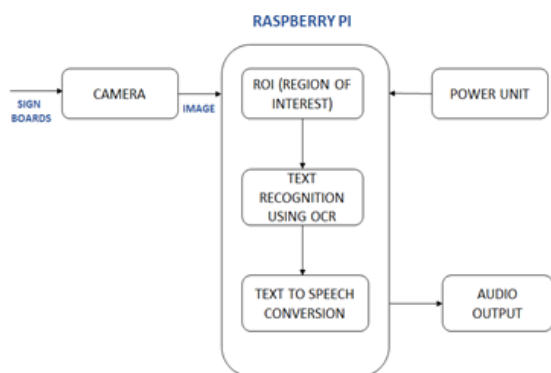 RASPBERRY PI
SIGN
BOARDS
CAMERA
IMAGE
ROI (REGION OF
INTEREST)
POWER UNIT
TEXT
RECOGNITION
USING OCR
TEXT TO SPEECH
CONVERSION
AUDIO
OUTPUT